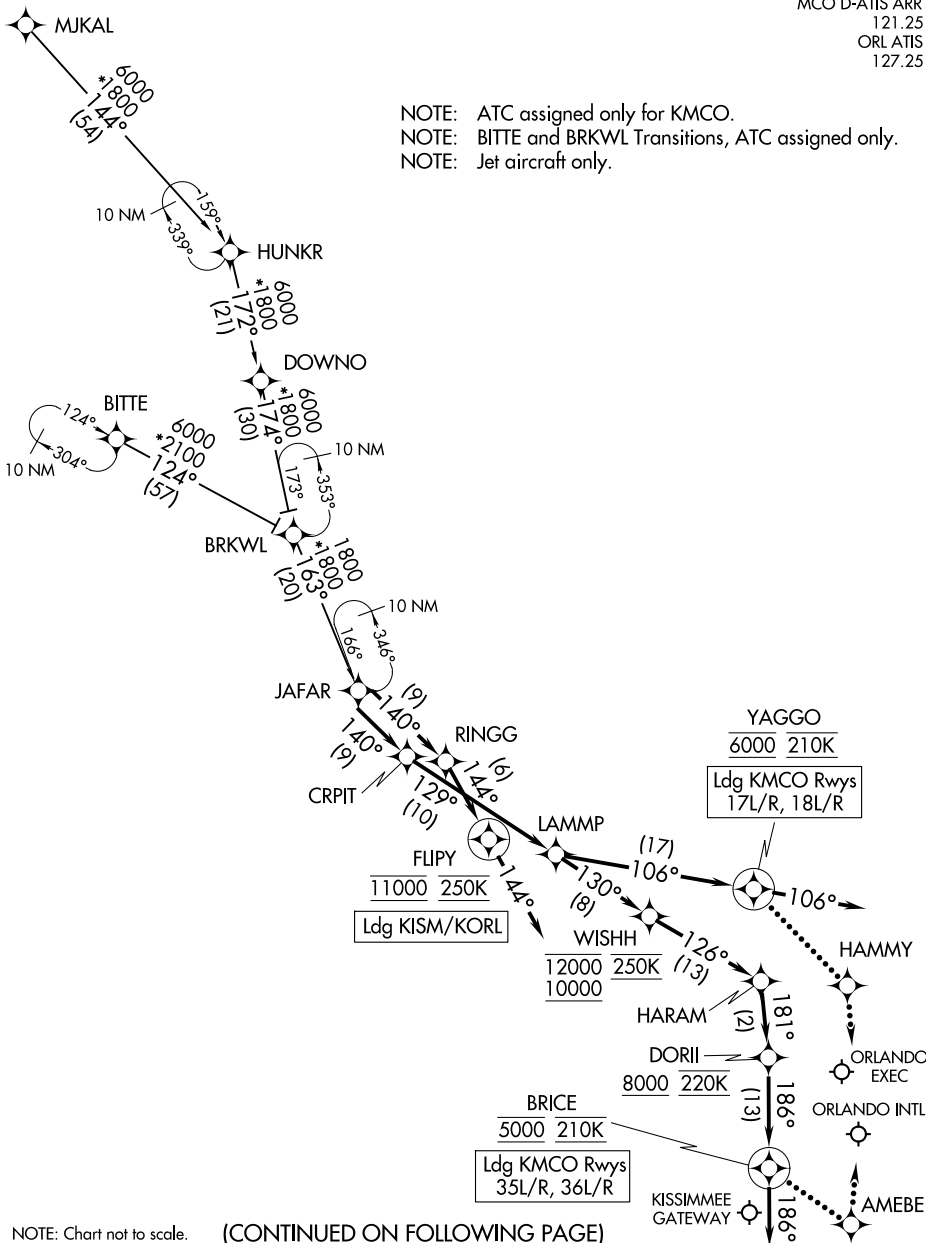 MCO D-ATIS ARR
121.25
ORL ATIS
127.25
MJKAL
6000
*1800
144°
(54)
NOTE: ATC assigned only for KMCO.
NOTE: BITTE and BRKWL Transitions, ATC assigned only.
NOTE: Jet aircraft only.
10 NM
159°
339°
HUNKR
6000
*1800
172°
(21)
DOWNO
6000
*1800
174°
(30)
BITTE
124°
304°
10 NM
6000
*2100
124°
(57)
10 NM
173°
353°
BRKWL
1800
*1800
163°
(20)
10 NM
166°
346°
JAFAR
(9)
140°
140°
(9)
RINGG
(6)
144°
CRPIT
129°
(10)
YAGGO
6000 210K
Ldg KMCO Rwys
17L/R, 18L/R
LAMMP
(17)
106°
106°
FLIPY
11000 250K
Ldg KISM/KORL
144°
130°
(8)
WISHH
12000 250K
10000
126°
(13)
HAMMY
HARAM
181°
(2)
DORII
8000 220K
ORLANDO
EXEC
186°
(13)
ORLANDO INTL
BRICE
5000 210K
Ldg KMCO Rwys
35L/R, 36L/R
KISSIMMEE
GATEWAY
186°
AMEBE
NOTE: Chart not to scale.
(CONTINUED ON FOLLOWING PAGE)